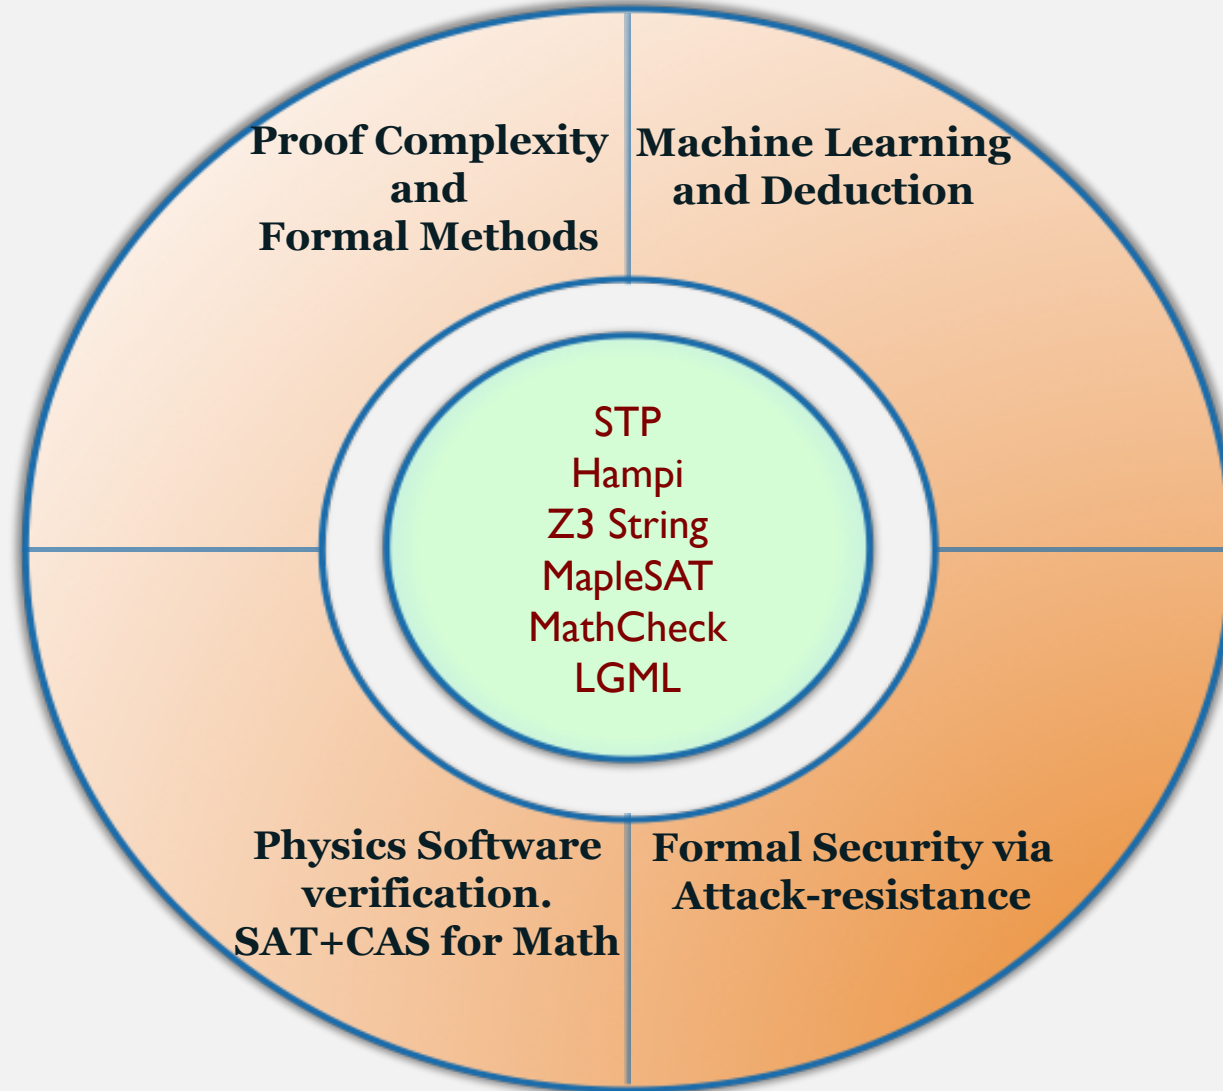 Proof Complexity
and
Formal Methods
Machine Learning
and Deduction
STP
Hampi
Z3 String
MapleSAT
MathCheck
LGML
Physics Software
verification.
SAT+CAS for Math
Formal Security via
Attack-resistance